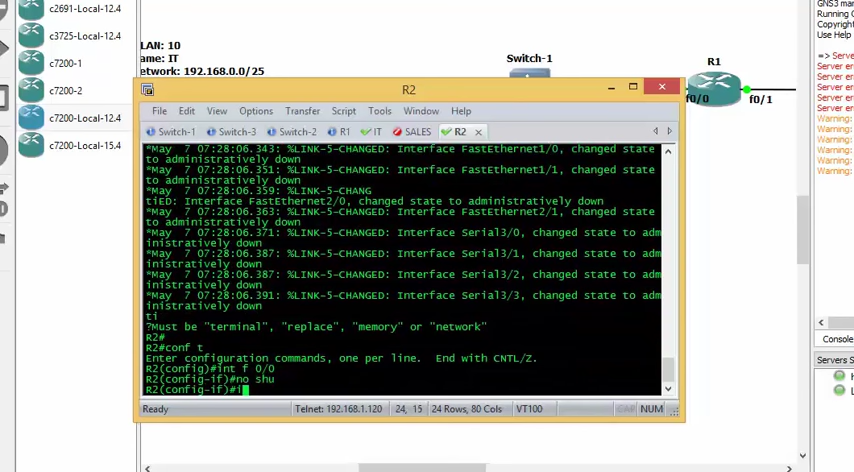 c2691-Local-12.4
c3725-Local-12.4
c7200-1
c7200-2
c7200-Local-12.4
c7200-Local-15.4
LAN: 10
ame: IT
etwork: 192.168.0.0/25
Switch-1
R1
f0/0
f0/1
R2
File Edit View Options Transfer Script Tools Window Help
Switch-1 Switch-3 Switch-2 R1 IT SALES R2
*May  7 07:28:06.343: %LINK-5-CHANGED: Interface FastEthernet1/0, changed state
to administratively down
*May  7 07:28:06.351: %LINK-5-CHANGED: Interface FastEthernet1/1, changed state
to administratively down
*May  7 07:28:06.359: %LINK-5-CHANG
tiED: Interface FastEthernet2/0, changed state to administratively down
*May  7 07:28:06.363: %LINK-5-CHANGED: Interface FastEthernet2/1, changed state
to administratively down
*May  7 07:28:06.371: %LINK-5-CHANGED: Interface Serial3/0, changed state to adm
inistratively down
*May  7 07:28:06.387: %LINK-5-CHANGED: Interface Serial3/1, changed state to adm
inistratively down
*May  7 07:28:06.387: %LINK-5-CHANGED: Interface Serial3/2, changed state to adm
inistratively down
*May  7 07:28:06.391: %LINK-5-CHANGED: Interface Serial3/3, changed state to adm
inistratively down
ti
?Must be "terminal", "replace", "memory" or "network"
R2#
R2#conf t
Enter configuration commands, one per line.  End with CNTL/Z.
R2(config)#int f 0/0
R2(config-if)#no shu
R2(config-if)#i
Ready Telnet: 192.168.1.120 24, 15 24 Rows, 80 Cols VT100 CAP NUM
GNS3 mar
Running G
Copyright
Use Help
=> Serve
Server err
Server err
Server err
Server err
Warning:
Warning:
Warning:
Warning:
Warning:
Console
Servers S